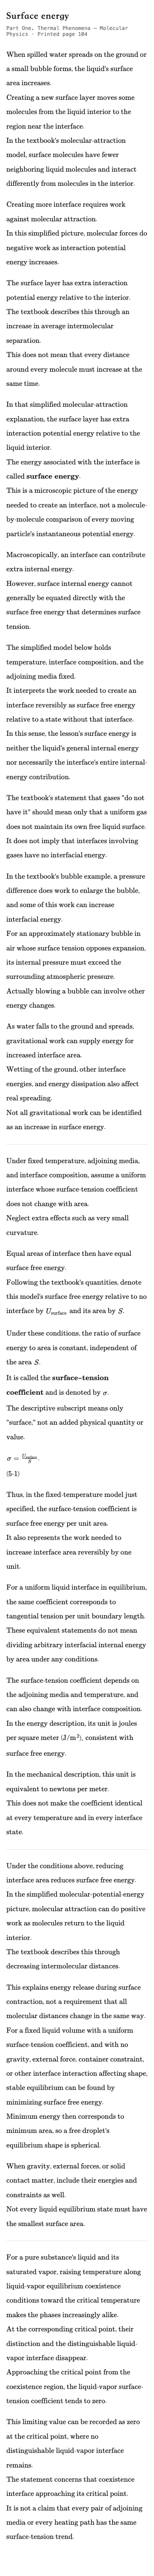 Surface energy
Part One. Thermal Phenomena — Molecular
Physics · Printed page 104
When spilled water spreads on the ground or
a small bubble forms, the liquid's surface
area increases.
Creating a new surface layer moves some
molecules from the liquid interior to the
region near the interface.
In the textbook's molecular-attraction
model, surface molecules have fewer
neighboring liquid molecules and interact
differently from molecules in the interior.
Creating more interface requires work
against molecular attraction.
In this simplified picture, molecular forces do
negative work as interaction potential
energy increases.
The surface layer has extra interaction
potential energy relative to the interior.
The textbook describes this through an
increase in average intermolecular
separation.
This does not mean that every distance
around every molecule must increase at the
same time.
In that simplified molecular-attraction
explanation, the surface layer has extra
interaction potential energy relative to the
liquid interior.
The energy associated with the interface is
called surface energy.
This is a microscopic picture of the energy
needed to create an interface, not a molecule-
by-molecule comparison of every moving
particle's instantaneous potential energy.
Macroscopically, an interface can contribute
extra internal energy.
However, surface internal energy cannot
generally be equated directly with the
surface free energy that determines surface
tension.
The simplified model below holds
temperature, interface composition, and the
adjoining media fixed.
It interprets the work needed to create an
interface reversibly as surface free energy
relative to a state without that interface.
In this sense, the lesson's surface energy is
neither the liquid's general internal energy
nor necessarily the interface's entire internal-
energy contribution.
The textbook's statement that gases "do not
have it" should mean only that a uniform gas
does not maintain its own free liquid surface.
It does not imply that interfaces involving
gases have no interfacial energy.
In the textbook's bubble example, a pressure
difference does work to enlarge the bubble,
and some of this work can increase
interfacial energy.
For an approximately stationary bubble in
air whose surface tension opposes expansion,
its internal pressure must exceed the
surrounding atmospheric pressure.
Actually blowing a bubble can involve other
energy changes.
As water falls to the ground and spreads,
gravitational work can supply energy for
increased interface area.
Wetting of the ground, other interface
energies, and energy dissipation also affect
real spreading.
Not all gravitational work can be identified
as an increase in surface energy.
Under fixed temperature, adjoining media,
and interface composition, assume a uniform
interface whose surface-tension coefficient
does not change with area.
Neglect extra effects such as very small
curvature.
Equal areas of interface then have equal
surface free energy.
Following the textbook's quantities, denote
this model's surface free energy relative to no
interface by U_surface and its area by S.
Under these conditions, the ratio of surface
energy to area is constant, independent of
the area S.
It is called the surface-tension
coefficient and is denoted by σ.
The descriptive subscript means only
"surface," not an added physical quantity or
value.
σ = U_surface / S.
(5-1)
Thus, in the fixed-temperature model just
specified, the surface-tension coefficient is
surface free energy per unit area.
It also represents the work needed to
increase interface area reversibly by one
unit.
For a uniform liquid interface in equilibrium,
the same coefficient corresponds to
tangential tension per unit boundary length.
These equivalent statements do not mean
dividing arbitrary interfacial internal energy
by area under any conditions.
The surface-tension coefficient depends on
the adjoining media and temperature, and
can also change with interface composition.
In the energy description, its unit is joules
per square meter (J/m²), consistent with
surface free energy.
In the mechanical description, this unit is
equivalent to newtons per meter.
This does not make the coefficient identical
at every temperature and in every interface
state.
Under the conditions above, reducing
interface area reduces surface free energy.
In the simplified molecular-potential-energy
picture, molecular attraction can do positive
work as molecules return to the liquid
interior.
The textbook describes this through
decreasing intermolecular distances.
This explains energy release during surface
contraction, not a requirement that all
molecular distances change in the same way.
For a fixed liquid volume with a uniform
surface-tension coefficient, and with no
gravity, external force, container constraint,
or other interface interaction affecting shape,
stable equilibrium can be found by
minimizing surface free energy.
Minimum energy then corresponds to
minimum area, so a free droplet's
equilibrium shape is spherical.
When gravity, external forces, or solid
contact matter, include their energies and
constraints as well.
Not every liquid equilibrium state must have
the smallest surface area.
For a pure substance's liquid and its
saturated vapor, raising temperature along
liquid-vapor equilibrium coexistence
conditions toward the critical temperature
makes the phases increasingly alike.
At the corresponding critical point, their
distinction and the distinguishable liquid-
vapor interface disappear.
Approaching the critical point from the
coexistence region, the liquid-vapor surface-
tension coefficient tends to zero.
This limiting value can be recorded as zero
at the critical point, where no
distinguishable liquid-vapor interface
remains.
The statement concerns that coexistence
interface approaching its critical point.
It is not a claim that every pair of adjoining
media or every heating path has the same
surface-tension trend.